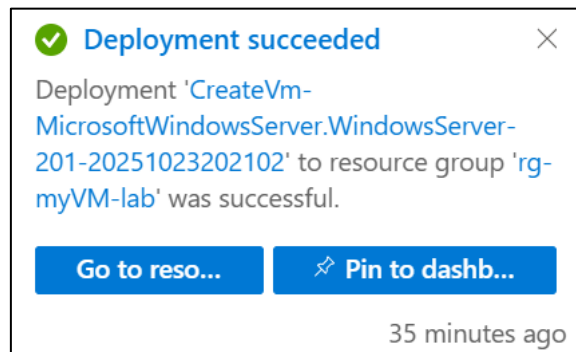 Deployment succeeded
Deployment 'CreateVm-
MicrosoftWindowsServer.WindowsServer-
201-20251023202102' to resource group 'rg-
myVM-lab' was successful.
Go to reso...
Pin to dashb...
35 minutes ago